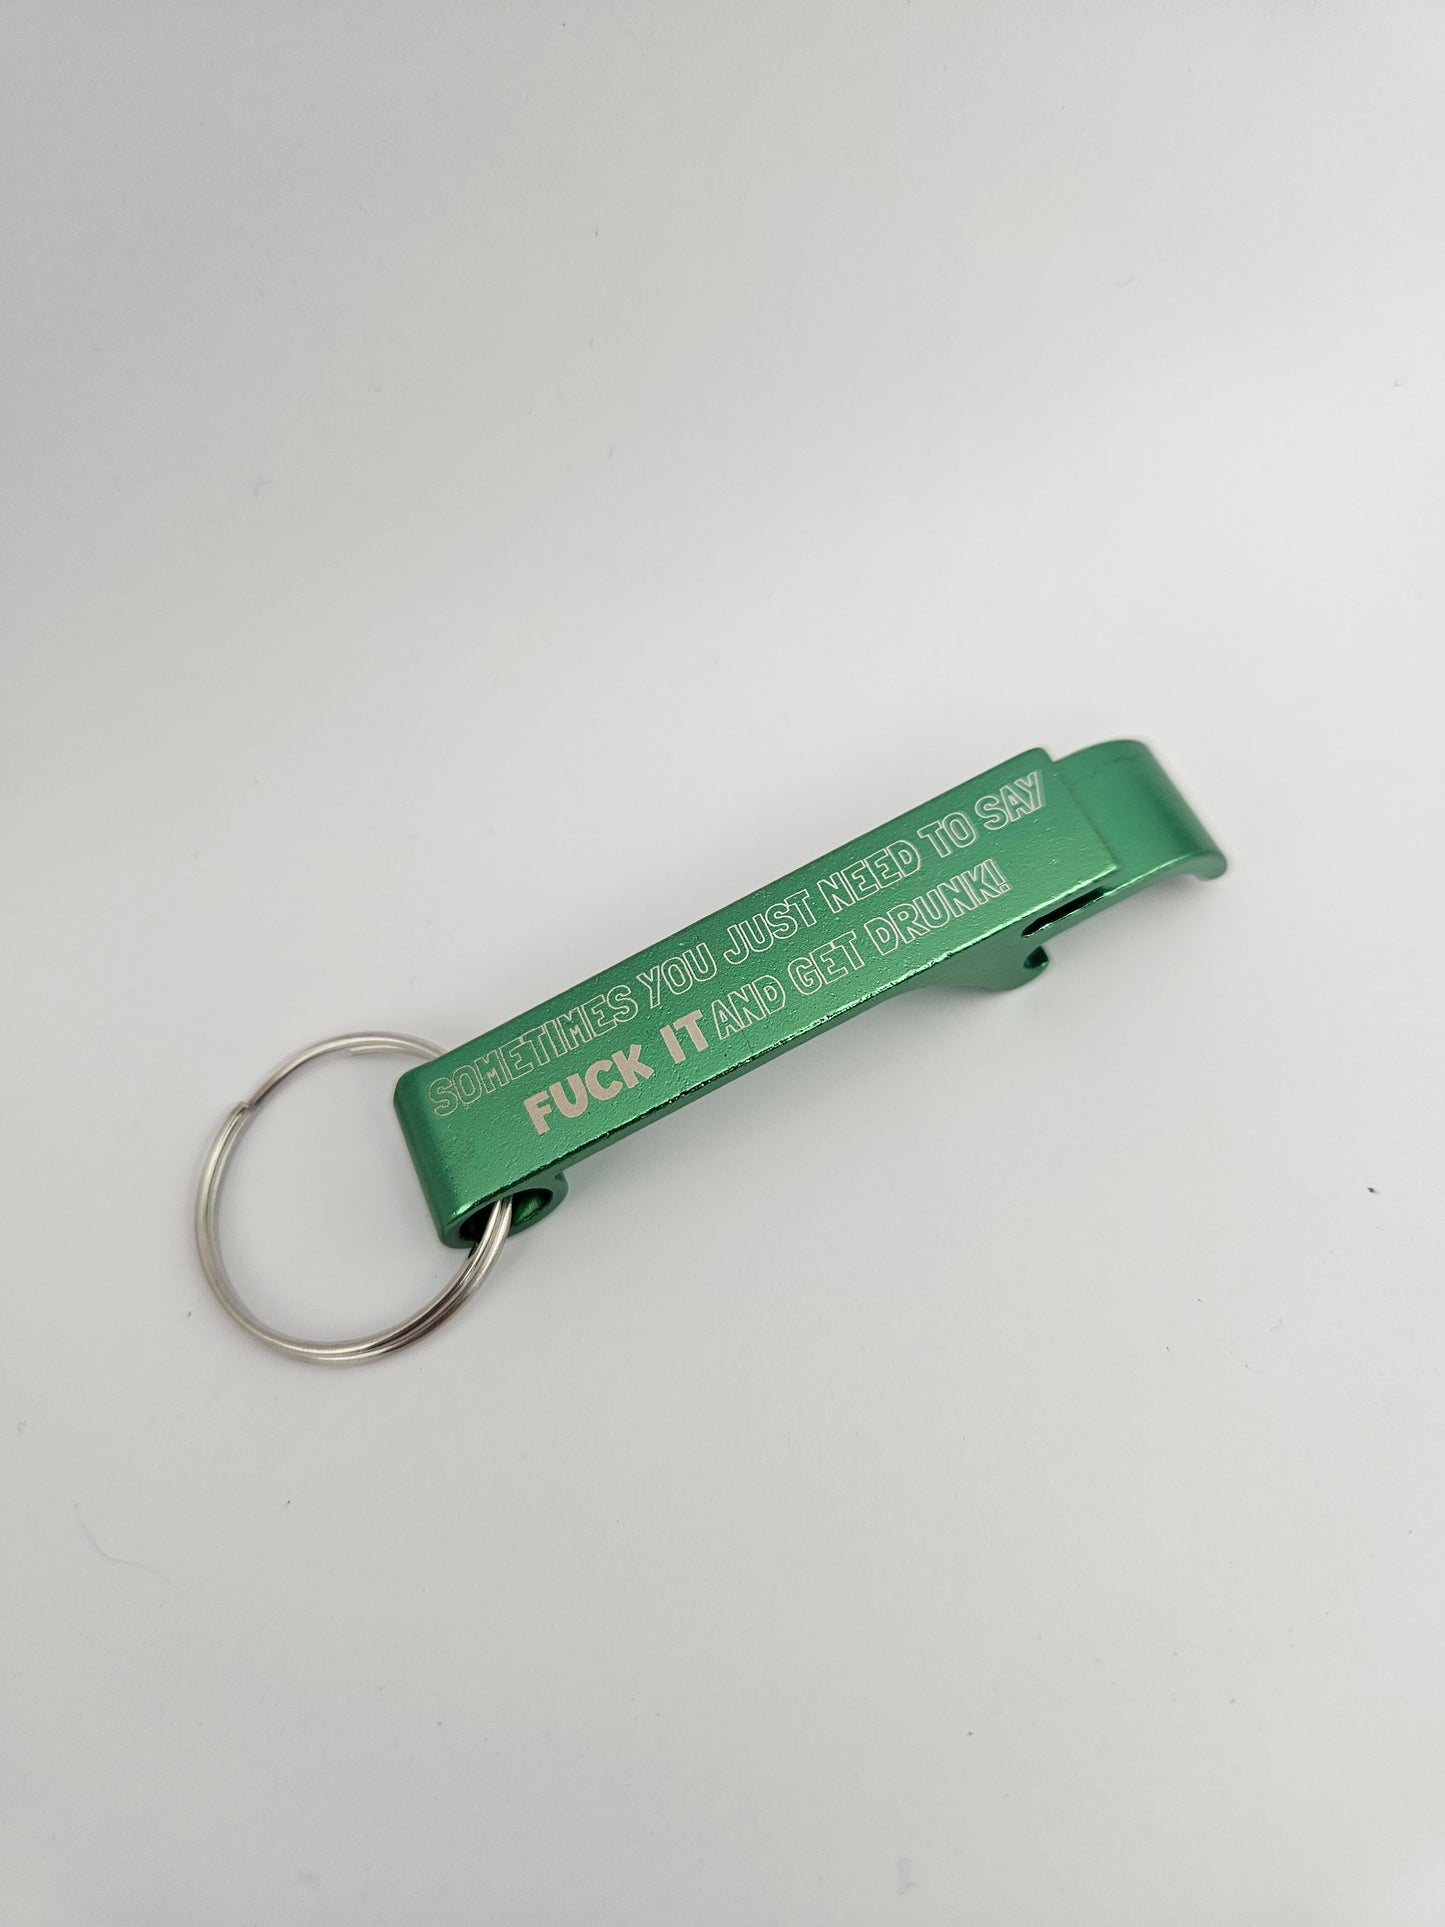 SOMETIMES YOU JUST NEED TO SAY
FUCK IT AND GET DRUNK!